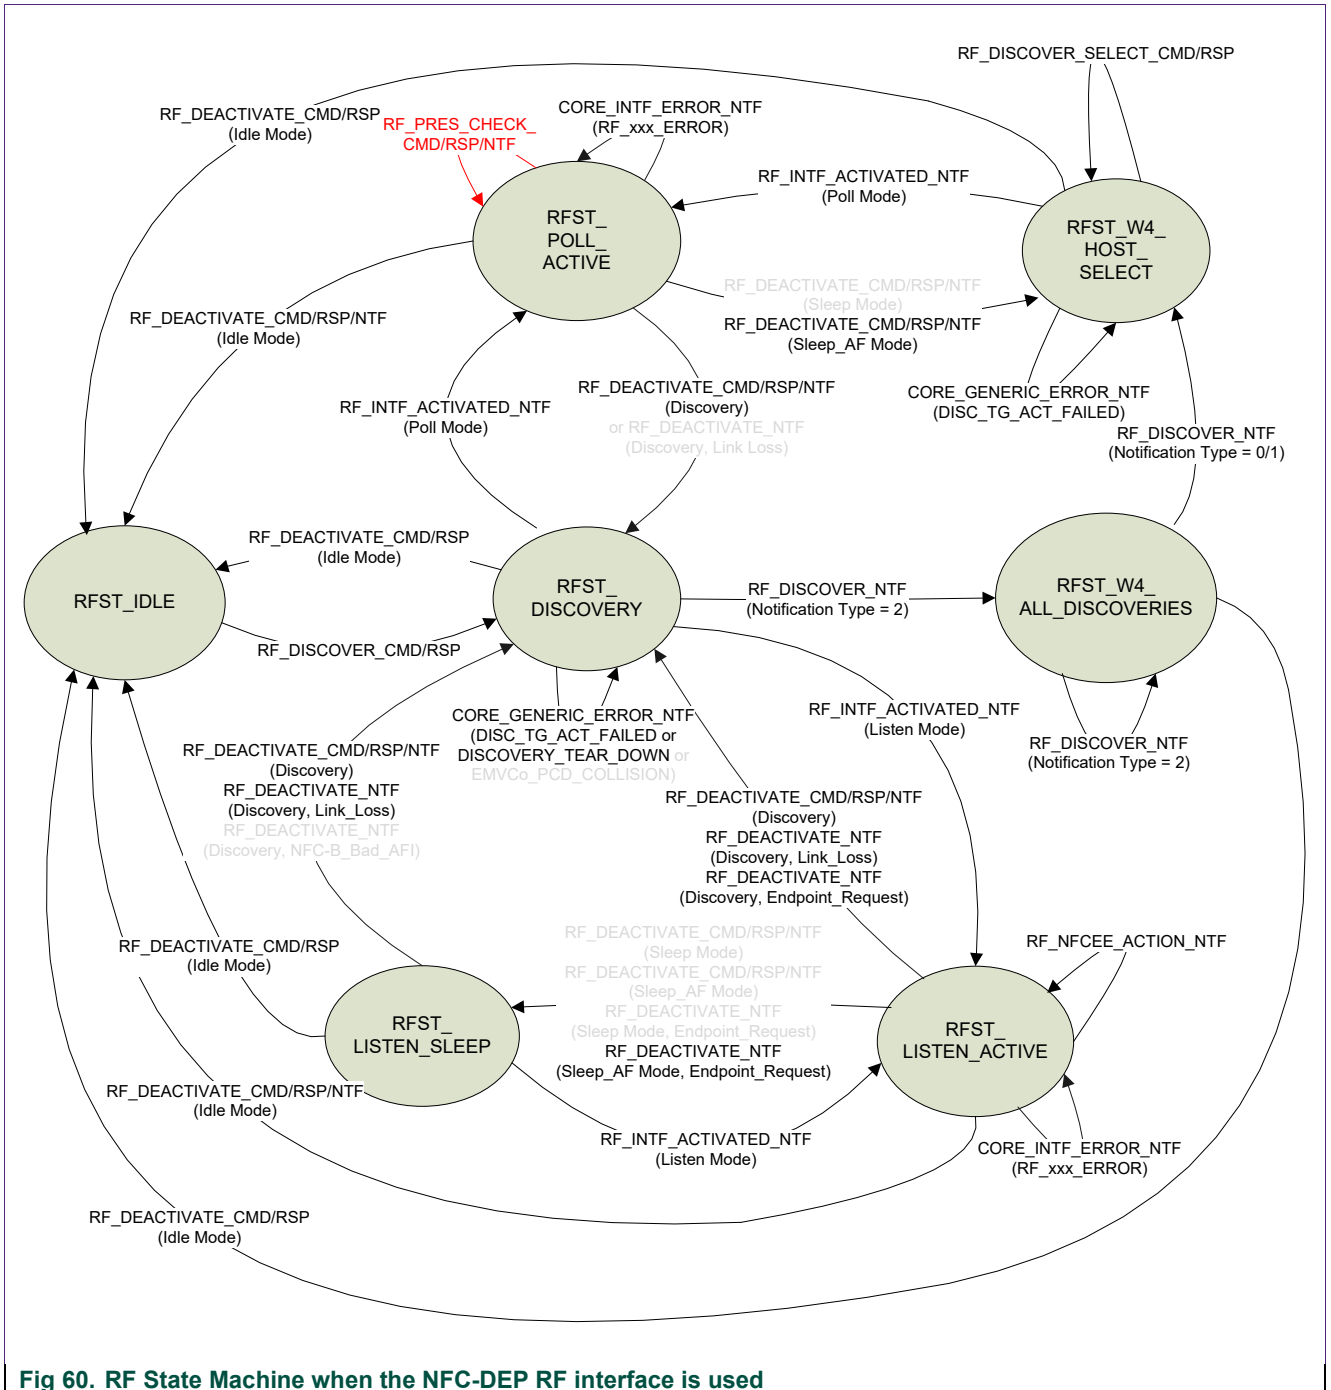 RF_DISCOVER_SELECT_CMD/RSP
RF_DEACTIVATE_CMD/RSP
(Idle Mode)
RF_PRES_CHECK_
CMD/RSP/NTF
CORE_INTF_ERROR_NTF
(RF_xxx_ERROR)
RF_INTF_ACTIVATED_NTF
(Poll Mode)
RFST_
POLL_
ACTIVE
RFST_W4_
HOST_
SELECT
RF_DEACTIVATE_CMD/RSP/NTF
(Sleep Mode)
RF_DEACTIVATE_CMD/RSP/NTF
(Sleep_AF Mode)
RF_DEACTIVATE_CMD/RSP/NTF
(Idle Mode)
RF_INTF_ACTIVATED_NTF
(Poll Mode)
RF_DEACTIVATE_CMD/RSP/NTF
(Discovery)
or RF_DEACTIVATE_NTF
(Discovery, Link Loss)
CORE_GENERIC_ERROR_NTF
(DISC_TG_ACT_FAILED)
RF_DISCOVER_NTF
(Notification Type = 0/1)
RF_DEACTIVATE_CMD/RSP
(Idle Mode)
RFST_IDLE
RFST_
DISCOVERY
RF_DISCOVER_NTF
(Notification Type = 2)
RFST_W4_
ALL_DISCOVERIES
RF_DISCOVER_CMD/RSP
CORE_GENERIC_ERROR_NTF
(DISC_TG_ACT_FAILED or
DISCOVERY_TEAR_DOWN or
EMVCo_PCD_COLLISION)
RF_INTF_ACTIVATED_NTF
(Listen Mode)
RF_DISCOVER_NTF
(Notification Type = 2)
RF_DEACTIVATE_CMD/RSP/NTF
(Discovery)
RF_DEACTIVATE_NTF
(Discovery, Link_Loss)
RF_DEACTIVATE_NTF
(Discovery, NFC-B_Bad_AFI)
RF_DEACTIVATE_CMD/RSP/NTF
(Discovery)
RF_DEACTIVATE_NTF
(Discovery, Link_Loss)
RF_DEACTIVATE_NTF
(Discovery, Endpoint_Request)
RF_DEACTIVATE_CMD/RSP
(Idle Mode)
RF_DEACTIVATE_CMD/RSP/NTF
(Sleep Mode)
RF_DEACTIVATE_CMD/RSP/NTF
(Sleep_AF Mode)
RF_DEACTIVATE_NTF
(Sleep Mode, Endpoint_Request)
RF_DEACTIVATE_NTF
(Sleep_AF Mode, Endpoint_Request)
RF_NFCEE_ACTION_NTF
RFST_
LISTEN_SLEEP
RFST_
LISTEN_ACTIVE
RF_DEACTIVATE_CMD/RSP/NTF
(Idle Mode)
RF_INTF_ACTIVATED_NTF
(Listen Mode)
CORE_INTF_ERROR_NTF
(RF_xxx_ERROR)
RF_DEACTIVATE_CMD/RSP
(Idle Mode)
Fig 60. RF State Machine when the NFC-DEP RF interface is used